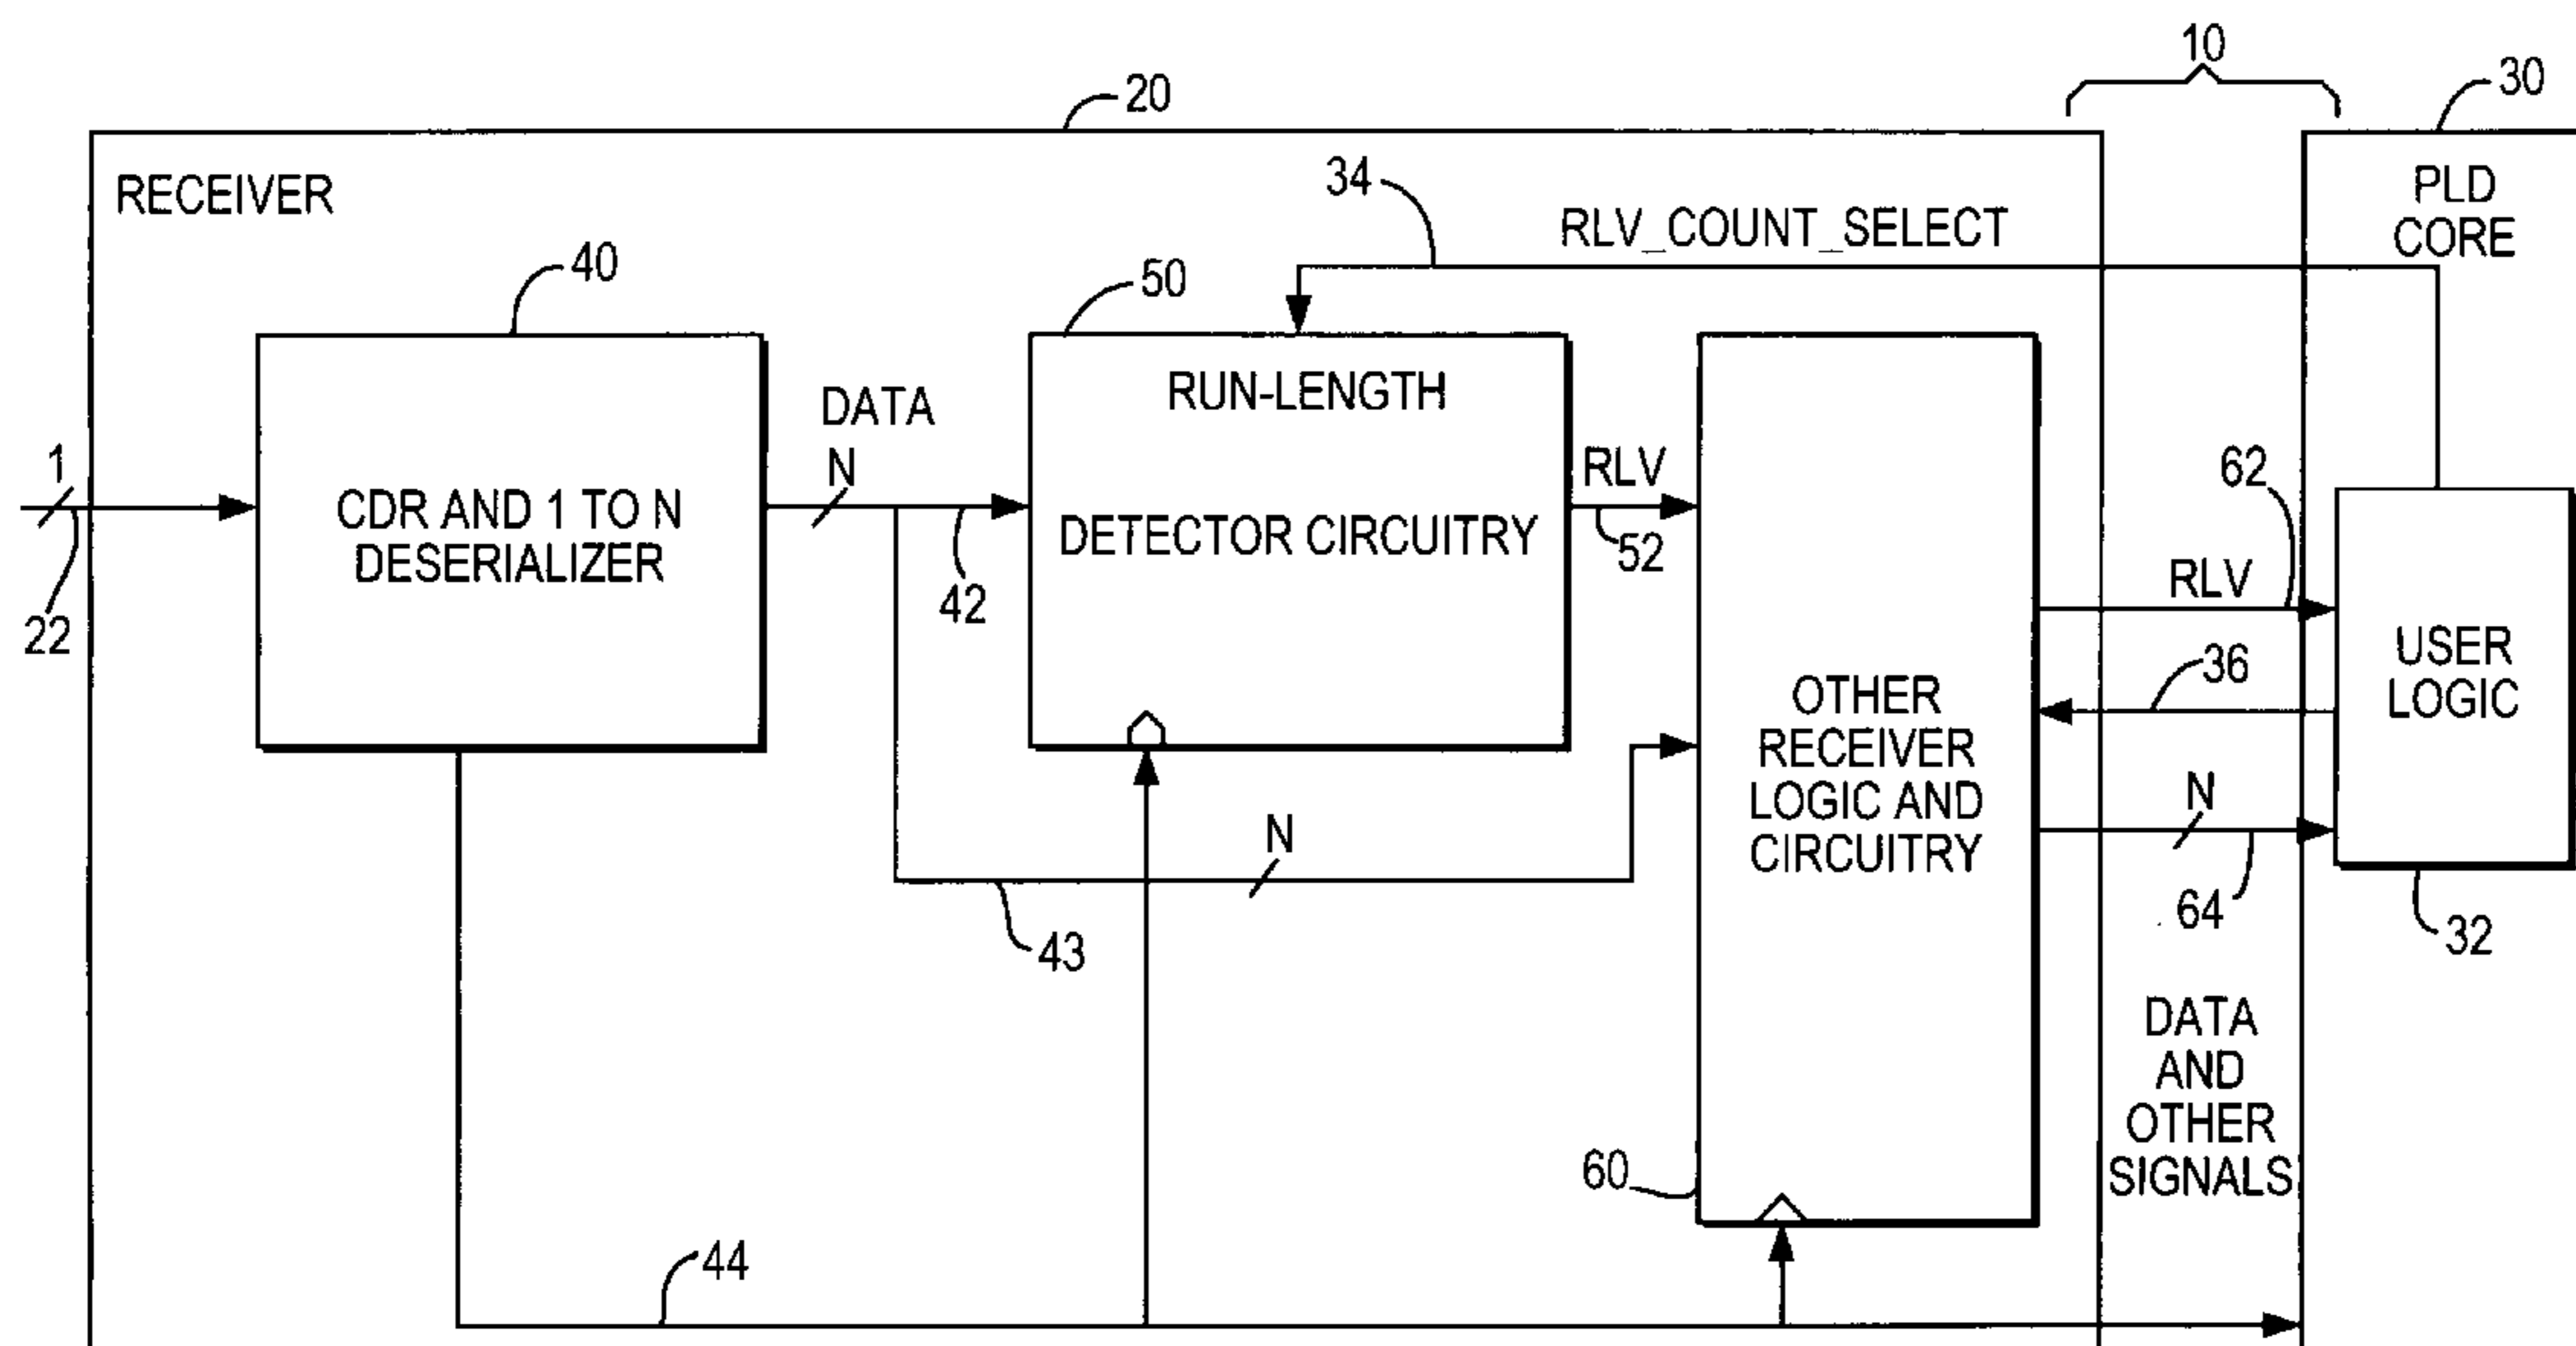 10
20
30
RECEIVER
34
RLV_COUNT_SELECT
PLD
CORE
40
50
1
22
CDR AND 1 TO N
DESERIALIZER
DATA
N
42
RUN-LENGTH
DETECTOR CIRCUITRY
RLV
52
OTHER
RECEIVER
LOGIC AND
CIRCUITRY
62
RLV
36
N
64
USER
LOGIC
32
N
43
60
DATA
AND
OTHER
SIGNALS
44